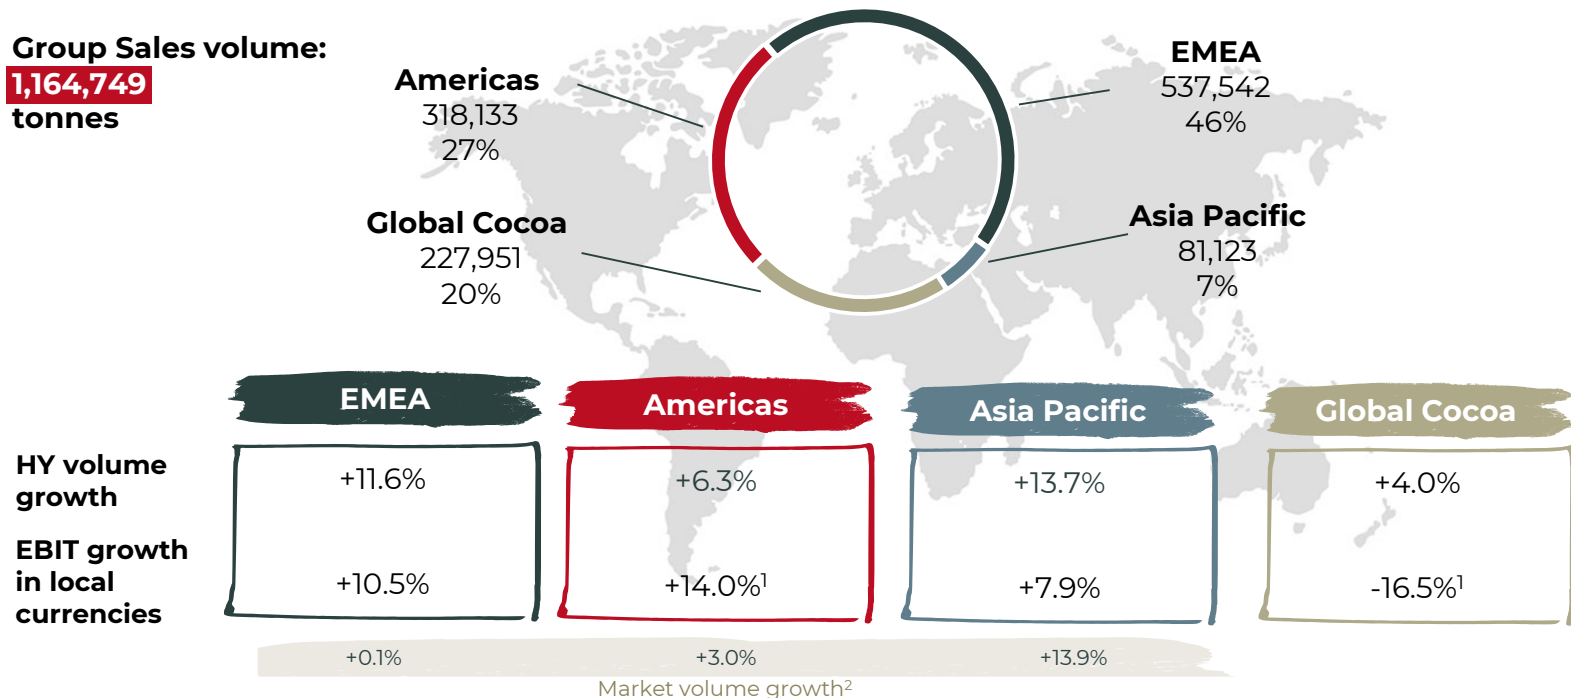 Group Sales volume:
1,164,749
tonnes
Americas
318,133
27%
EMEA
537,542
46%
Global Cocoa
227,951
20%
Asia Pacific
81,123
7%
EMEA
Americas
Asia Pacific
Global Cocoa
HY volume
growth
+11.6%
+6.3%
+13.7%
+4.0%
EBIT growth
in local
currencies
+10.5%
+14.0%¹
+7.9%
-16.5%¹
+0.1%
+3.0%
+13.9%
Market volume growth²